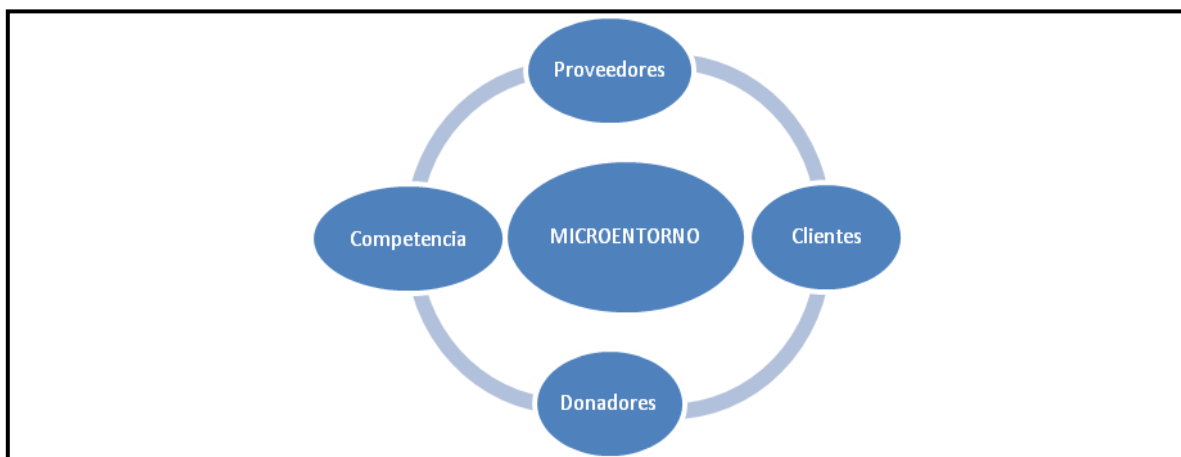 Proveedores
Competencia
MICROENTORNO
Clientes
Donadores